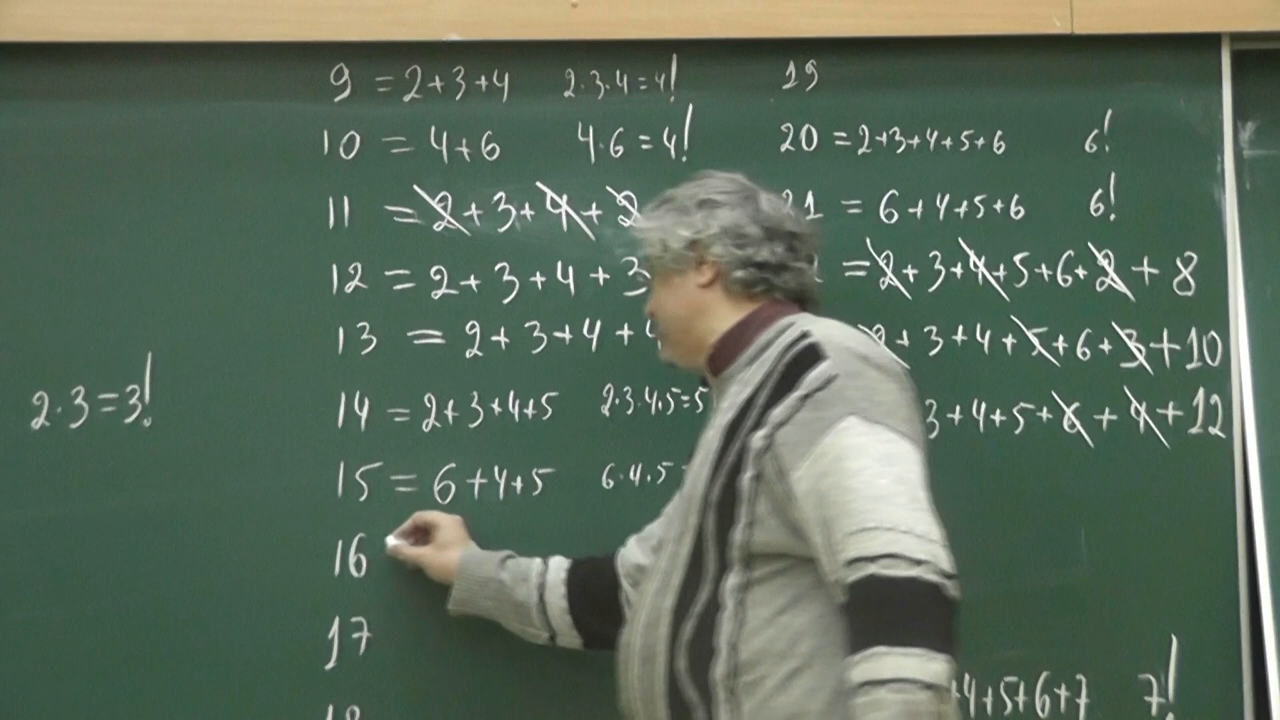 9 = 2+3+4 2·3·4=4!
10 = 4+6 4·6=4!
11 = 2+3+4+2
12 = 2+3+4+3
13 = 2+3+4+
14 = 2+3+4+5 2·3·4·5=5
15 = 6+4+5 6·4·5
16
17
18
2·3=3!
19
20 = 2+3+4+5+6 6!
21 = 6+4+5+6 6!
= 2+3+4+5+6+2+8
2+3+4+5+6+3+10
3+4+5+6+4+12
+4+5+6+7 7!